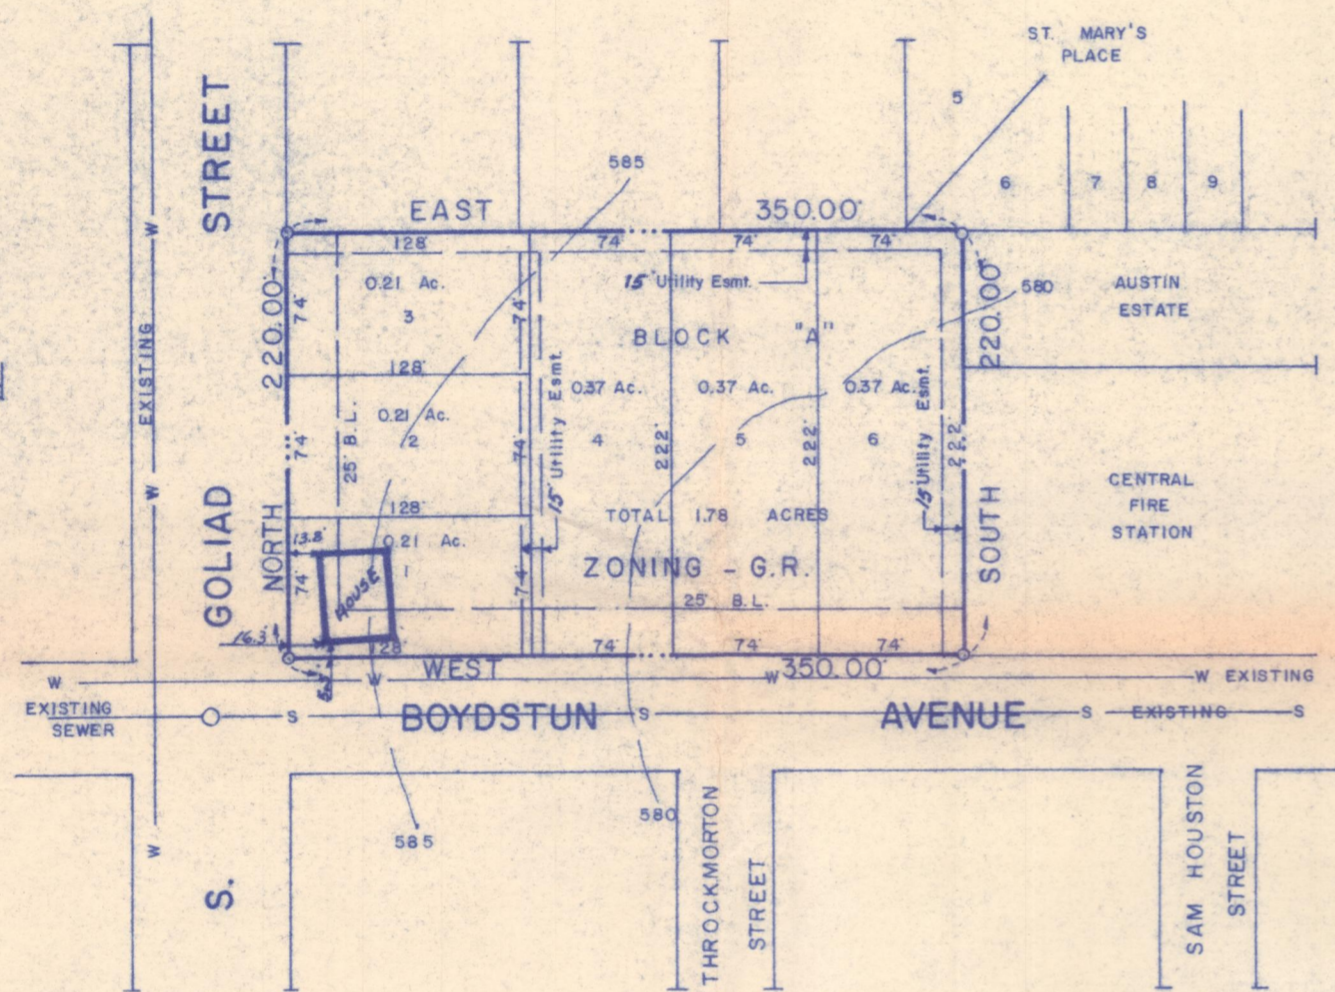 ST. MARY'S
PLACE
STREET
5
6
7
8
9
585
EAST
350.00'
128'
74'
74'
74'
W
0.21 Ac.
3
15' Utility Esmt.
220.00'
74'
74'
580
220.00'
AUSTIN
ESTATE
BLOCK "A"
EXISTING
128'
0.21 Ac.
2
25' B.L.
74'
74'
15' Utility Esmt.
0.37 Ac.
0.37 Ac.
0.37 Ac.
4
222'
5
222'
6
15' Utility Esmt.
222'
W
CENTRAL
FIRE
STATION
128'
TOTAL 1.78 ACRES
GOLIAD
NORTH
13.8'
0.21 Ac.
1
74'
HOUSE
74'
ZONING - G.R.
SOUTH
25' B.L.
16.3'
128'
74'
74'
74'
WEST
350.00'
W
W
W
W EXISTING
EXISTING
SEWER
S
BOYDSTUN
S
AVENUE
S
EXISTING
S
580
585
W
S.
THROCKMORTON
STREET
SAM HOUSTON
STREET